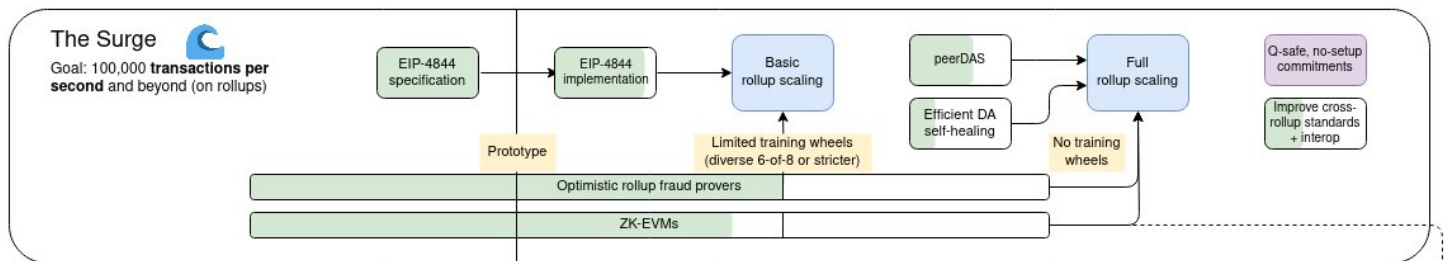 The Surge
Goal: 100,000 transactions per
second and beyond (on rollups)
EIP-4844
specification
EIP-4844
implementation
Basic
rollup scaling
peerDAS
Efficient DA
self-healing
Full
rollup scaling
Q-safe, no-setup
commitments
Improve cross-
rollup standards
+ interop
Prototype
Limited training wheels
(diverse 6-of-8 or stricter)
No training
wheels
Optimistic rollup fraud provers
ZK-EVMs